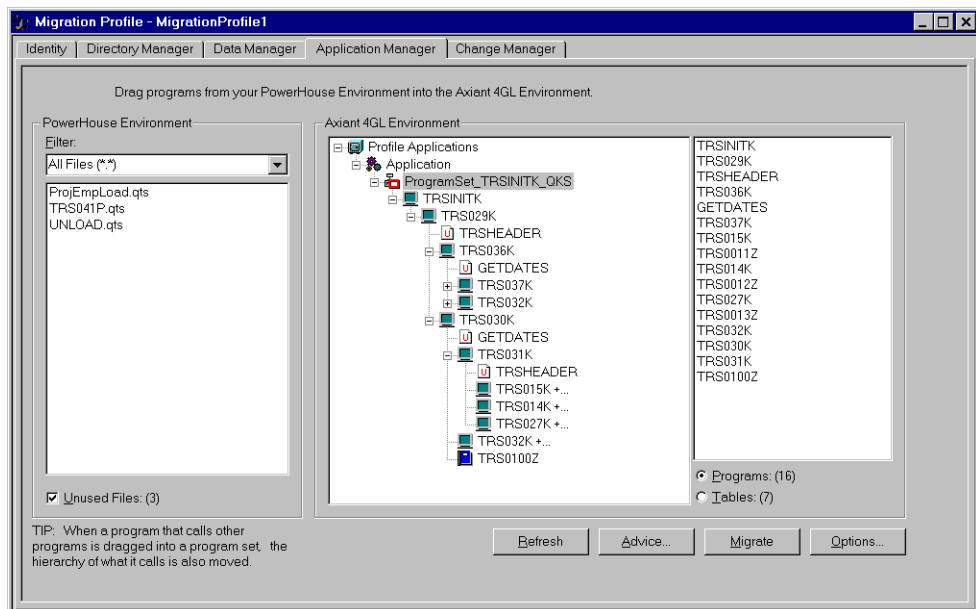 Migration Profile - MigrationProfile1
Identity
Directory Manager
Data Manager
Application Manager
Change Manager
Drag programs from your PowerHouse Environment into the Axiant 4GL Environment.
PowerHouse Environment
Filter:
All Files (*.*)
ProjEmpLoad.qts
TRS041P.qts
UNLOAD.qts
Unused Files: (3)
TIP: When a program that calls other
programs is dragged into a program set, the
hierarchy of what it calls is also moved.
Axiant 4GL Environment
Profile Applications
Application
ProgramSet_TRSINITK_QKS
TRSINITK
TRS029K
TRSHEADER
TRS036K
GETDATES
TRS037K
TRS032K
TRS030K
GETDATES
TRS031K
TRSHEADER
TRS015K +...
TRS014K +...
TRS027K +...
TRS032K +...
TRS0100Z
TRSINITK
TRS029K
TRSHEADER
TRS036K
GETDATES
TRS037K
TRS015K
TRS0011Z
TRS014K
TRS0012Z
TRS027K
TRS0013Z
TRS032K
TRS030K
TRS031K
TRS0100Z
Programs: (16)
Tables: (7)
Refresh
Advice...
Migrate
Options...